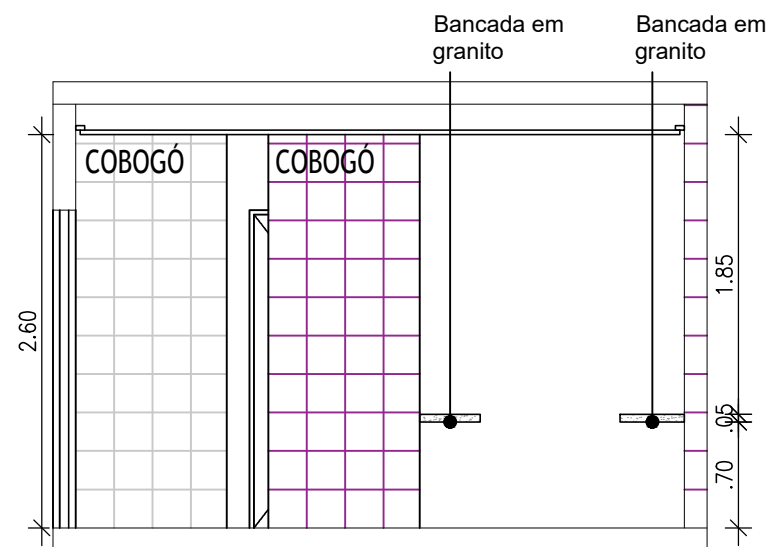 Bancada em
granito
Bancada em
granito
COBOGÓ
COBOGÓ
2.60
1.85
.05
.70